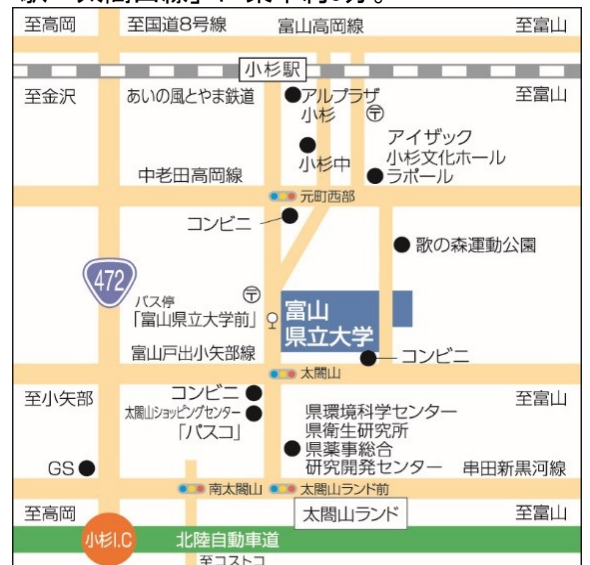 至高岡
至国道8号線
富山高岡線
至富山
小杉駅
至金沢
あいの風とやま鉄道
アルプラザ
小杉
〒
至富山
小杉中
アイザック
小杉文化ホール
ラポール
中老田高岡線
元町西部
コンビニ
歌の森運動公園
472
バス停
「富山県立大学前」
〒
富山
県立大学
富山戸出小矢部線
コンビニ
太閤山
至小矢部
コンビニ
太閤山ショッピングセンター
「パスコ」
至富山
県環境科学センター
県衛生研究所
県薬事総合
研究開発センター
GS
串田新黒河線
南太閤山
太閤山ランド前
至高岡
太閤山ランド
至富山
小杉I.C
北陸自動車道
至コストコ